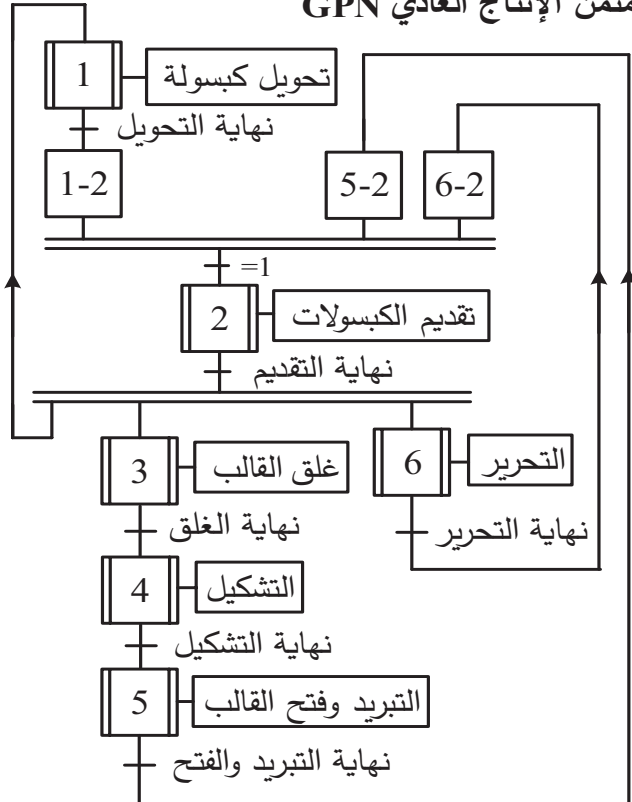 متمن الإنتاج العادي GPN
1 تحويل كبسولة
نهاية التحويل
1-2 5-2 6-2
=1
2 تقديم الكبسولات
نهاية التقديم
3 غلق القالب 6 التحرير
نهاية الغلق نهاية التحرير
4 التشكيل
نهاية التشكيل
5 التبريد وفتح القالب
نهاية التبريد والفتح